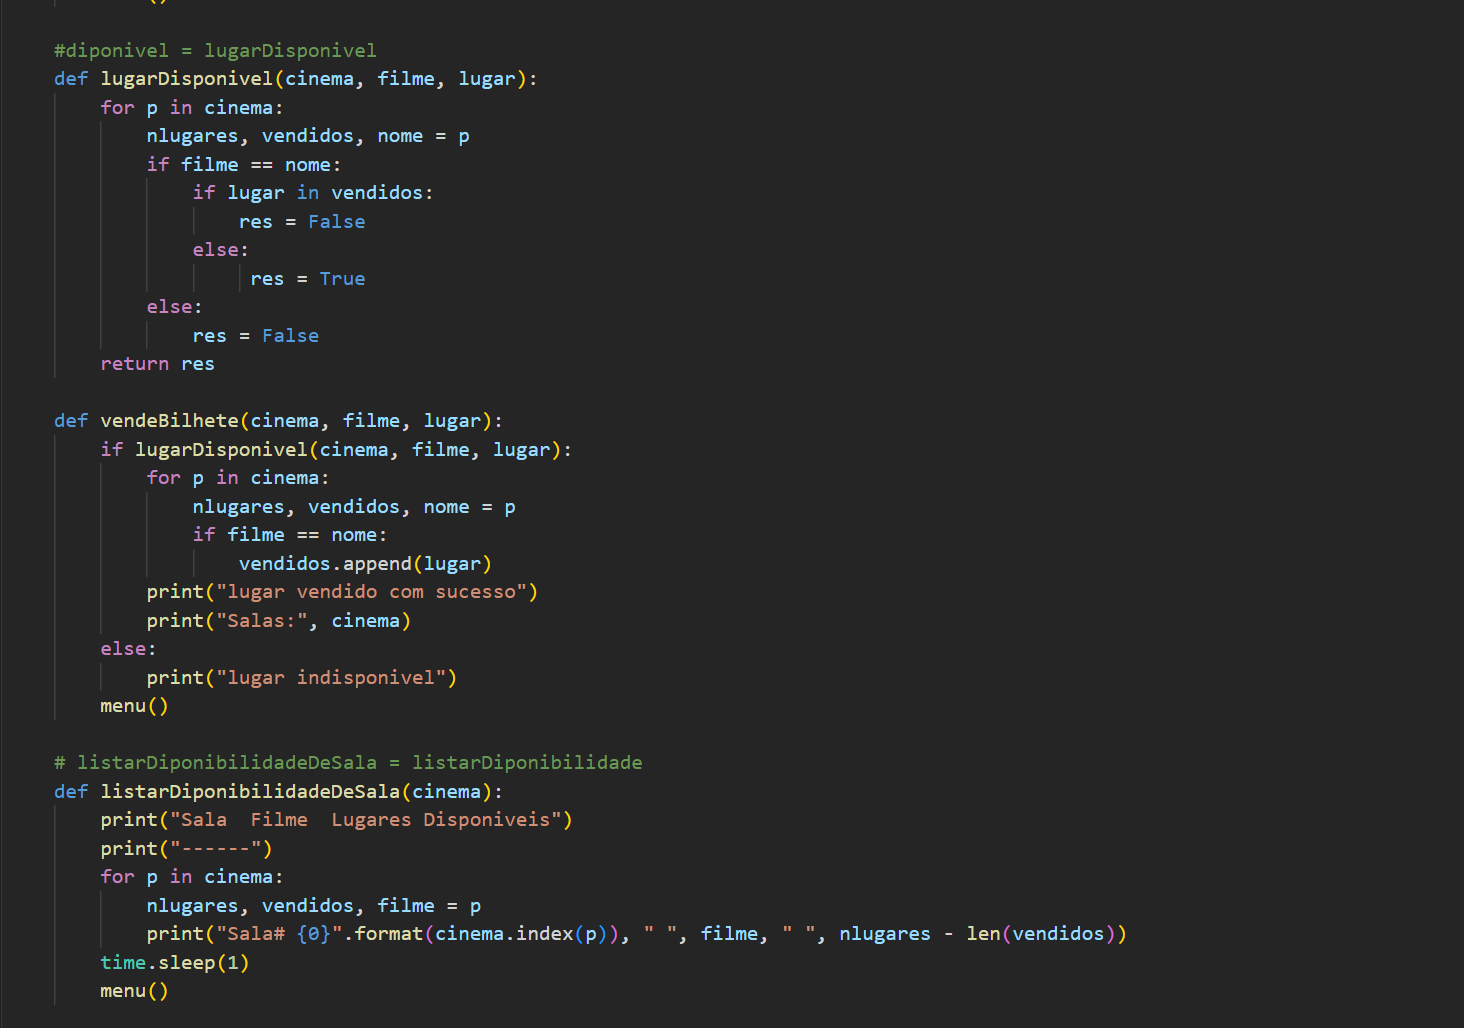 #diponivel = lugarDisponivel
def lugarDisponivel(cinema, filme, lugar):
    for p in cinema:
        nlugares, vendidos, nome = p
        if filme == nome:
            if lugar in vendidos:
                res = False
            else:
                 res = True
        else:
            res = False
    return res

def vendeBilhete(cinema, filme, lugar):
    if lugarDisponivel(cinema, filme, lugar):
        for p in cinema:
            nlugares, vendidos, nome = p
            if filme == nome:
                vendidos.append(lugar)
        print("lugar vendido com sucesso")
        print("Salas:", cinema)
    else:
        print("lugar indisponivel")
    menu()

# listarDiponibilidadeDeSala = listarDiponibilidade
def listarDiponibilidadeDeSala(cinema):
    print("Sala  Filme  Lugares Disponiveis")
    print("------")
    for p in cinema:
        nlugares, vendidos, filme = p
        print("Sala# {0}".format(cinema.index(p)), " ", filme, " ", nlugares - len(vendidos))
    time.sleep(1)
    menu()